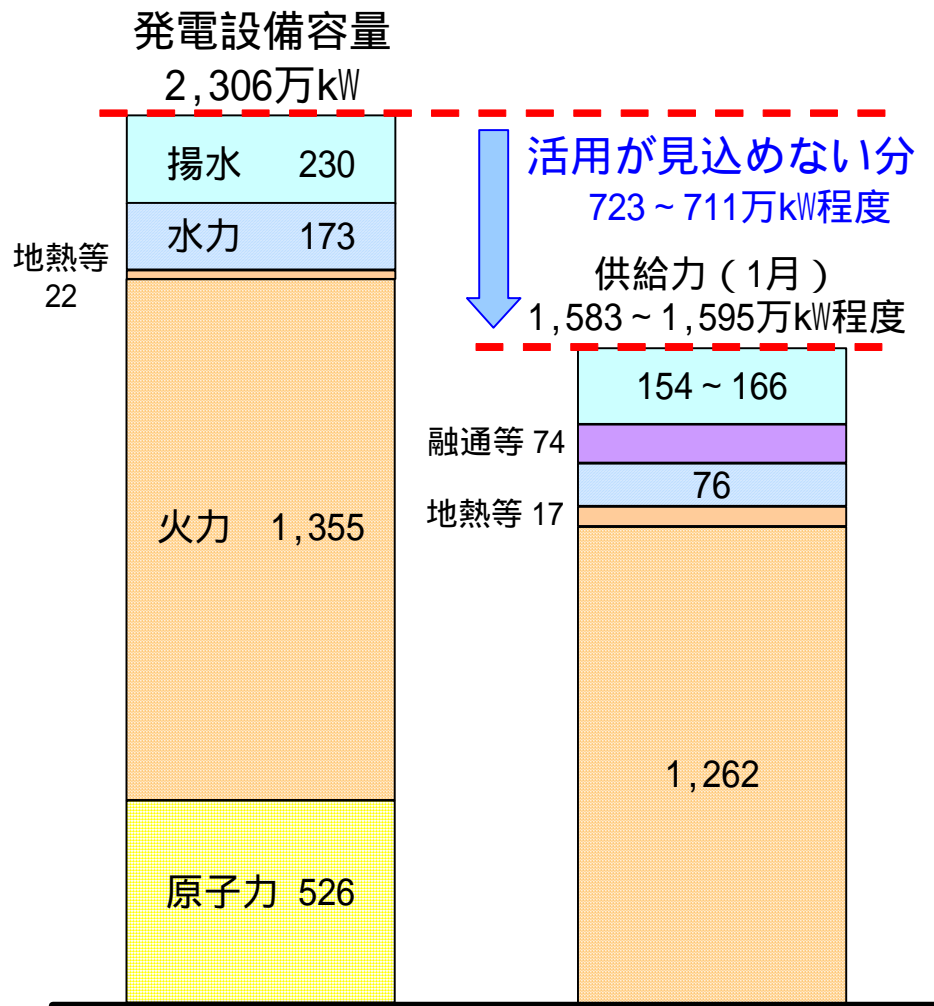 発電設備容量
2,306万kW
活用が見込めない分
723～711万kW程度
供給力（1月）
1,583～1,595万kW程度
揚水 230
水力 173
地熱等
22
火力 1,355
原子力 526
154～166
融通等 74
76
地熱等 17
1,262